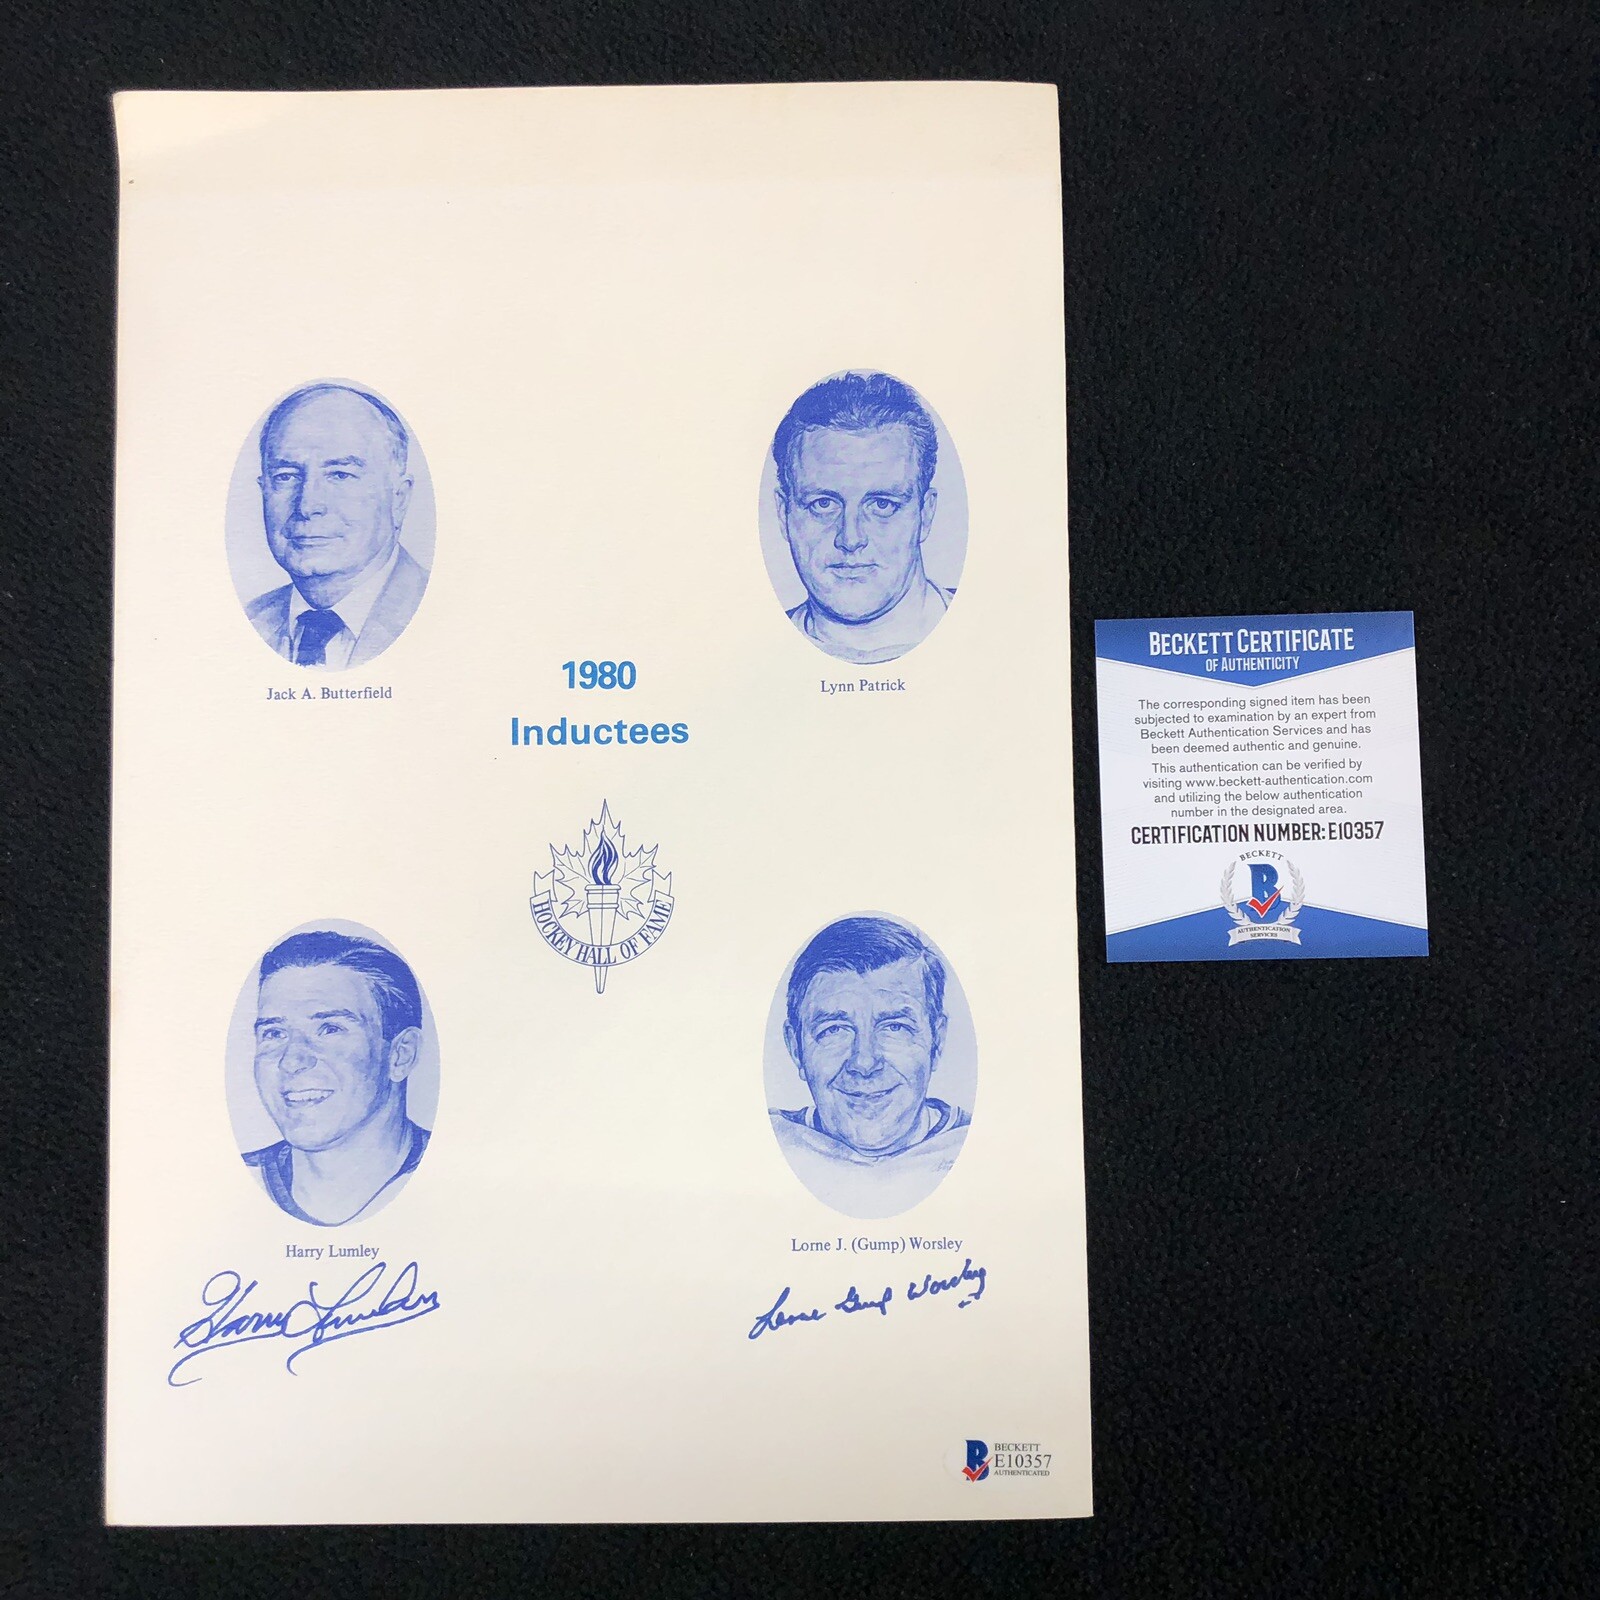 Jack A. Butterfield
Lynn Patrick
1980
Inductees
HOCKEY HALL OF FAME
Harry Lumley
Lorne J. (Gump) Worsley
Harry Lumley
Lorne Gump Worsley
BECKETT
E10357
AUTHENTICATED
BECKETT CERTIFICATE
OF AUTHENTICITY
The corresponding signed item has been
subjected to examination by an expert from
Beckett Authentication Services and has
been deemed authentic and genuine.
This authentication can be verified by
visiting www.beckett-authentication.com
and utilizing the below authentication
number in the designated area.
CERTIFICATION NUMBER: E10357
BECKETT
B
AUTHENTICATION
SERVICES